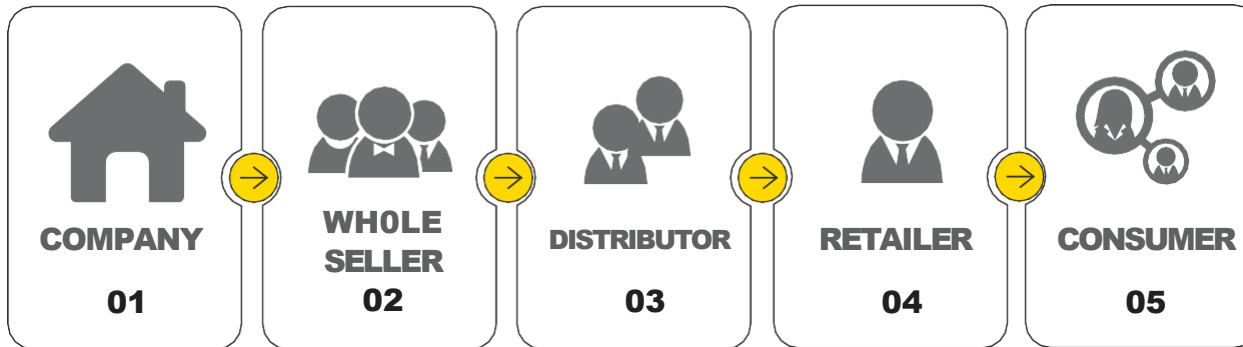 COMPANY
01
WH0LE
SELLER
02
DISTRIBUTOR
03
RETAILER
04
CONSUMER
05